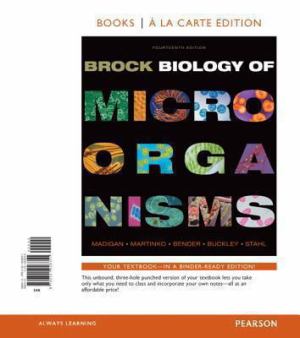 BOOKS | À LA CARTE EDITION
FOURTEENTH EDITION
BROCK BIOLOGY OF
MICRO
ORGA
NISMS
MADIGAN • MARTINKO • BENDER • BUCKLEY • STAHL
YOUR TEXTBOOK—IN A BINDER-READY EDITION!
This unbound, three-hole punched version of your textbook lets you take
only what you need to class and incorporate your own notes—all at an
affordable price!
ALWAYS LEARNING
PEARSON